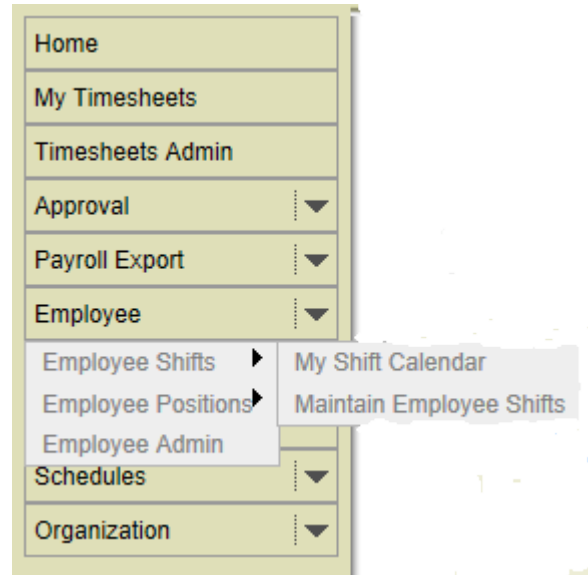 Home
My Timesheets
Timesheets Admin
Approval
Payroll Export
Employee
Employee Shifts
My Shift Calendar
Employee Positions
Maintain Employee Shifts
Employee Admin
Schedules
Organization